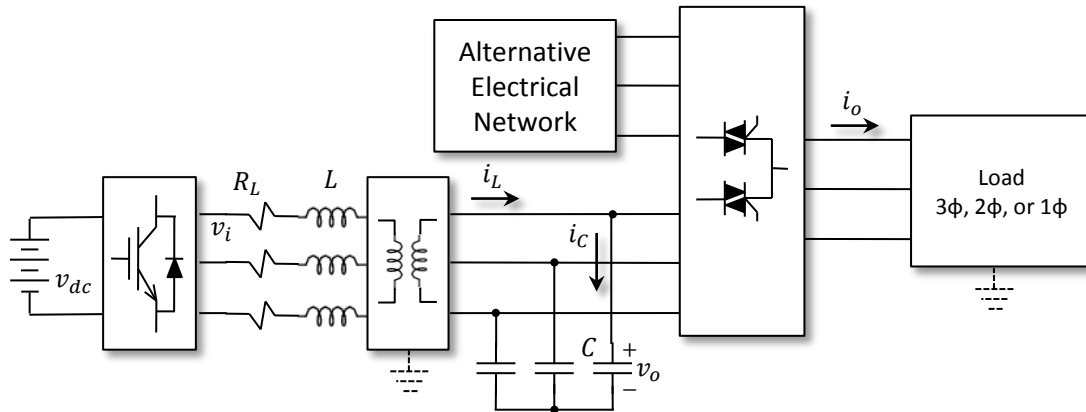 Alternative
Electrical
Network
i_o
Load
3ϕ, 2ϕ, or 1ϕ
R_L
L
i_L
v_i
i_C
v_dc
C
+
v_o
−